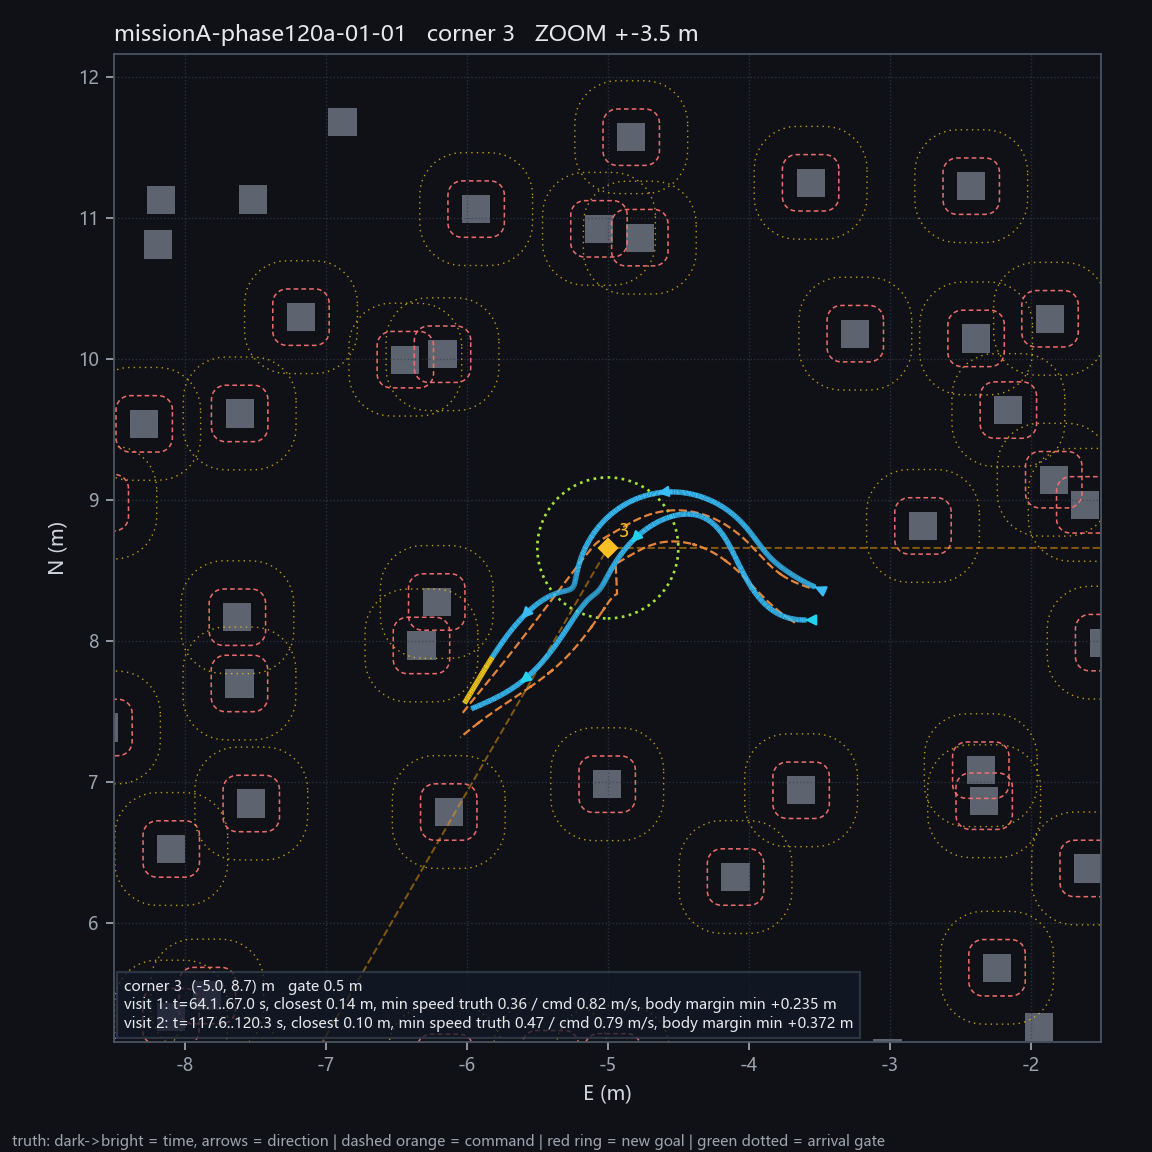 missionA-phase120a-01-01   corner 3   ZOOM +-3.5 m
12
11
10
9
8
7
6
N (m)
3
corner 3  (-5.0, 8.7) m   gate 0.5 m
visit 1: t=64.1..67.0 s, closest 0.14 m, min speed truth 0.36 / cmd 0.82 m/s, body margin min +0.235 m
visit 2: t=117.6..120.3 s, closest 0.10 m, min speed truth 0.47 / cmd 0.79 m/s, body margin min +0.372 m
-8 -7 -6 -5 -4 -3 -2
E (m)
truth: dark->bright = time, arrows = direction | dashed orange = command | red ring = new goal | green dotted = arrival gate